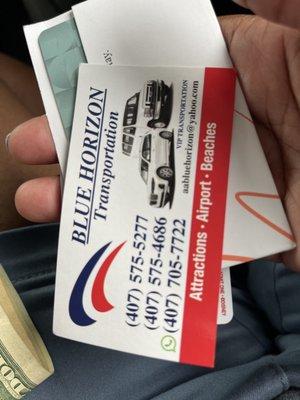 BLUE HORIZON
Transportation
VIP TRANSPORTATION
aabluehorizon@yahoo.com
(407) 575-5277
(407) 575-4686
(407) 705-7722
Attractions · Airport · Beaches